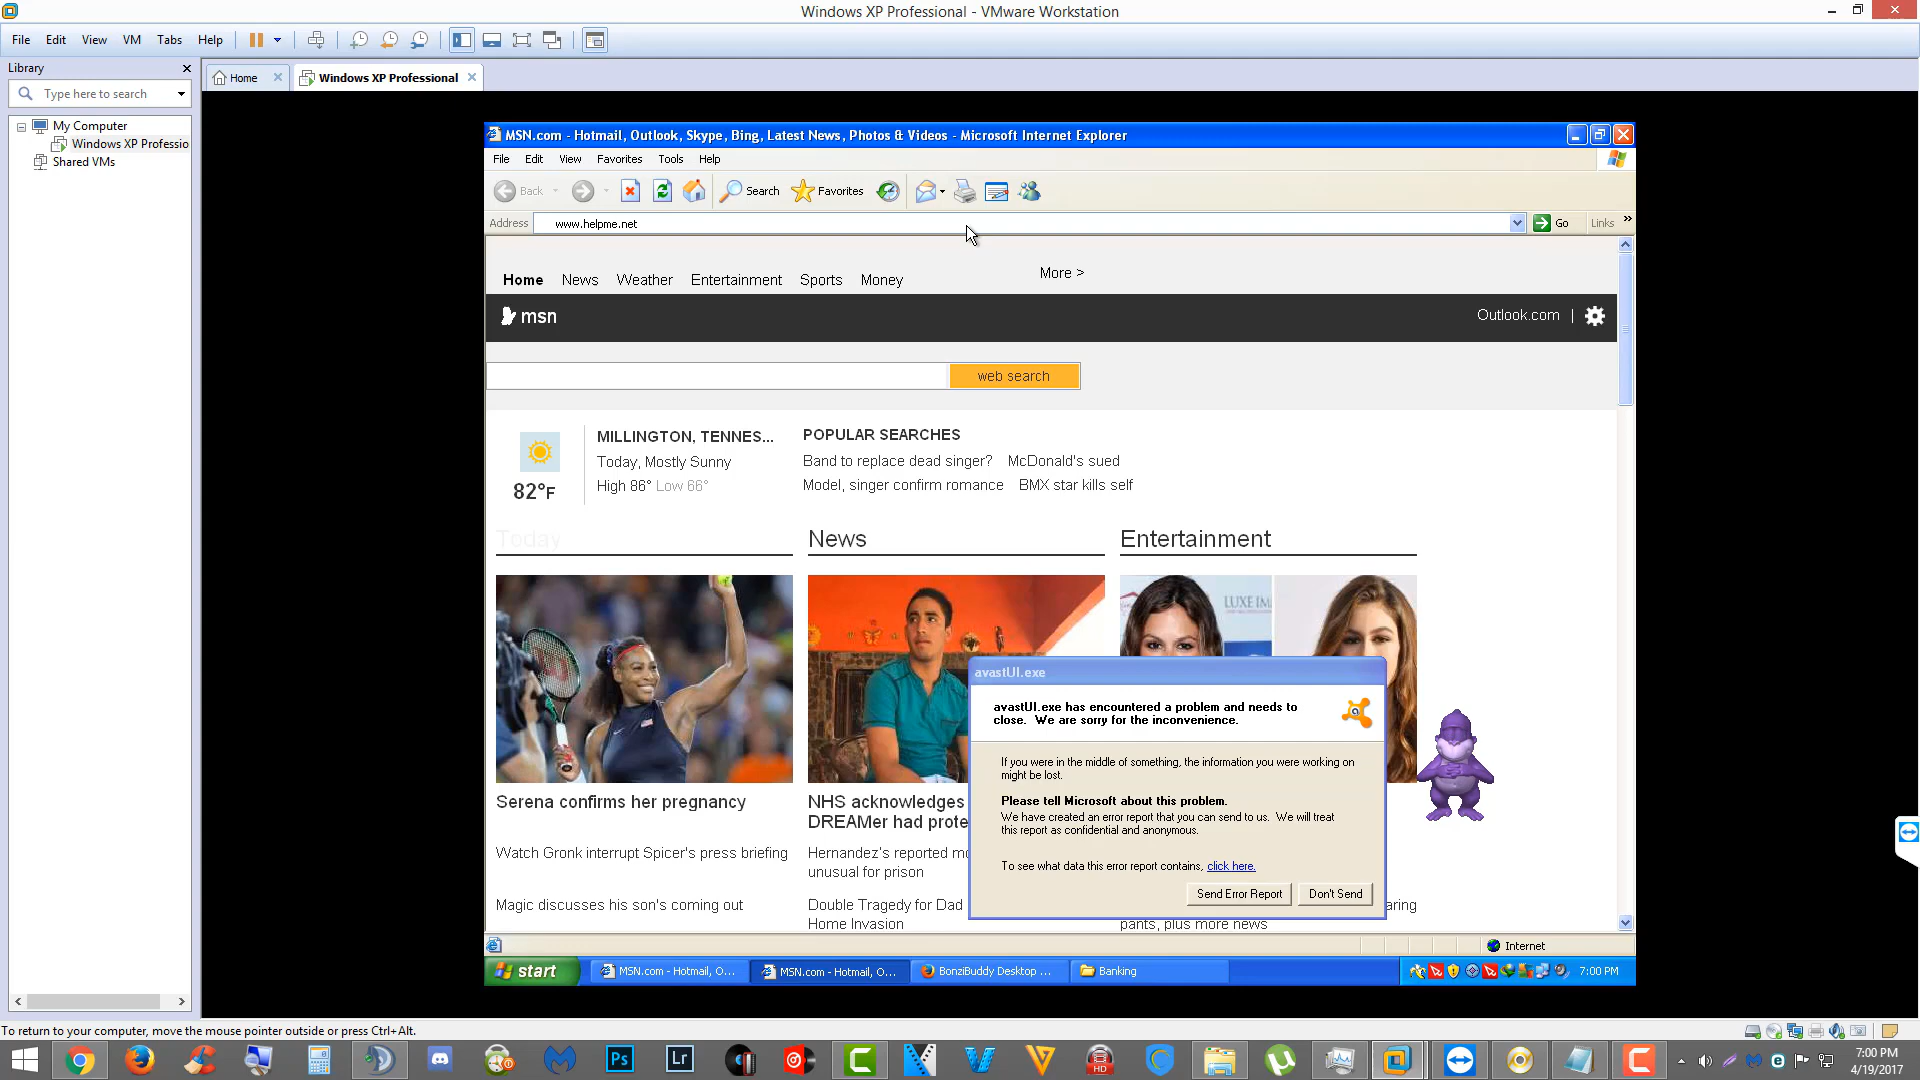 Windows XP Professional - VMware Workstation
File Edit View VM Tabs Help
Library
Type here to search
My Computer
Windows XP Professio
Shared VMs
Home
Windows XP Professional
MSN.com - Hotmail, Outlook, Skype, Bing, Latest News, Photos & Videos - Microsoft Internet Explorer
File Edit View Favorites Tools Help
Back Search Favorites
Address www.helpme.net Go Links »
Home News Weather Entertainment Sports Money More >
msn Outlook.com |
web search
82°F
MILLINGTON, TENNES...
Today, Mostly Sunny
High 86° Low 66°
POPULAR SEARCHES
Band to replace dead singer? McDonald's sued
Model, singer confirm romance BMX star kills self
Today News Entertainment
LUXE IM
Serena confirms her pregnancy
Watch Gronk interrupt Spicer's press briefing
Magic discusses his son's coming out
NHS acknowledges
DREAMer had prote
Hernandez's reported mo
unusual for prison
Double Tragedy for Dad
Home Invasion
aring
pants, plus more news
avastUI.exe
avastUI.exe has encountered a problem and needs to
close. We are sorry for the inconvenience.
If you were in the middle of something, the information you were working on
might be lost.
Please tell Microsoft about this problem.
We have created an error report that you can send to us. We will treat
this report as confidential and anonymous.
To see what data this error report contains, click here.
Send Error Report Don't Send
Internet
start MSN.com - Hotmail, O... MSN.com - Hotmail, O... BonziBuddy Desktop ... Banking 7:00 PM
To return to your computer, move the mouse pointer outside or press Ctrl+Alt.
Ps Lr HD
7:00 PM
4/19/2017